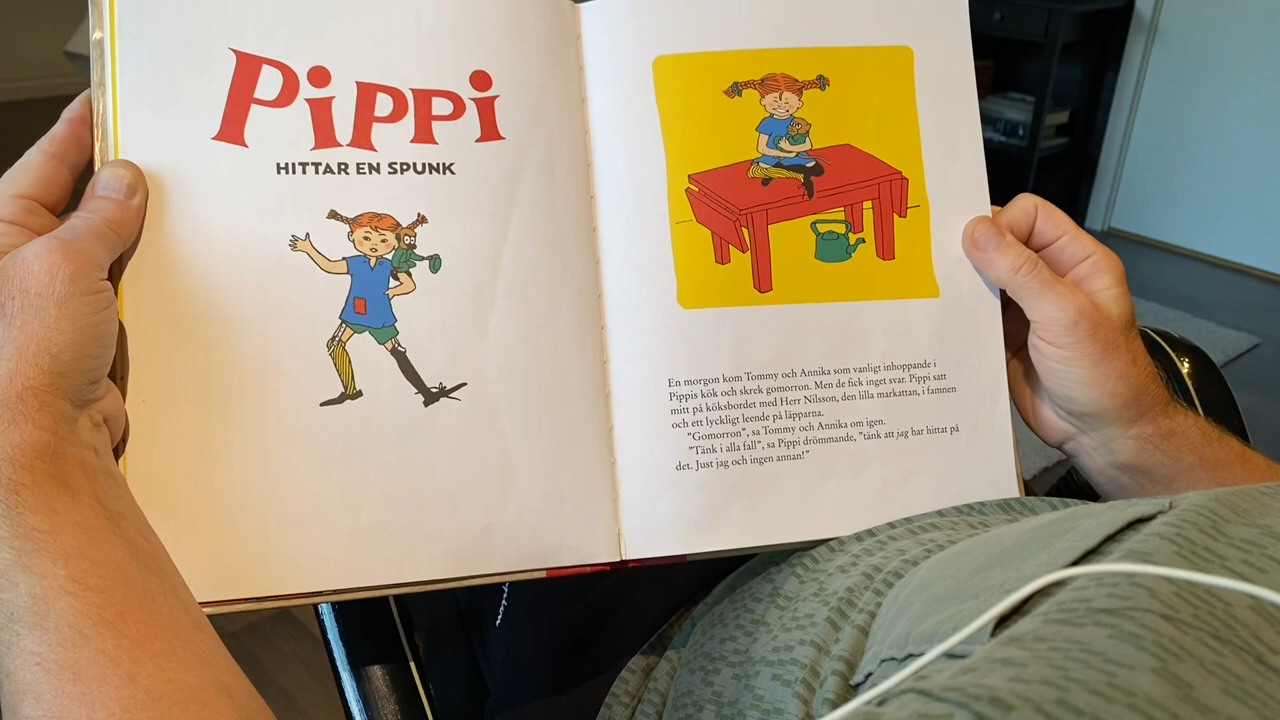 PiPPi
HITTAR EN SPUNK
En morgon kom Tommy och Annika som vanligt inhoppande i
Pippis kök och skrek gomorron. Men de fick inget svar. Pippi satt
mitt på köksbordet med Herr Nilsson, den lilla markattan, i famnen
och ett lyckligt leende på läpparna.
”Gomorron”, sa Tommy och Annika om igen.
”Tänk i alla fall”, sa Pippi drömmande, ”tänk att jag har hittat på
det. Just jag och ingen annan!”